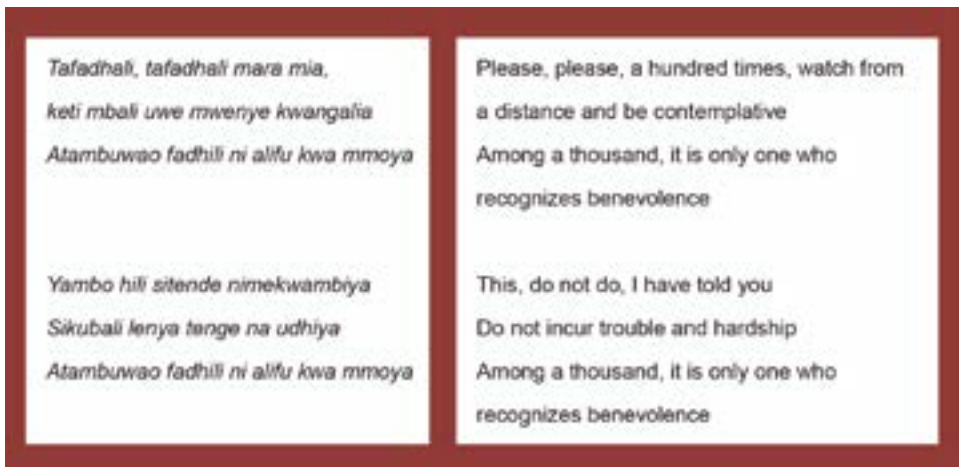 Tafadhali, tafadhali mara mia,
keti mbali uwe mwenye kwangalia
Atambuwao fadhili ni alifu kwa mmoya
Yambo hili sitende nimekwambiya
Sikubali lenya tenge na udhiya
Atambuwao fadhili ni alifu kwa mmoya
Please, please, a hundred times, watch from
a distance and be contemplative
Among a thousand, it is only one who
recognizes benevolence
This, do not do, I have told you
Do not incur trouble and hardship
Among a thousand, it is only one who
recognizes benevolence